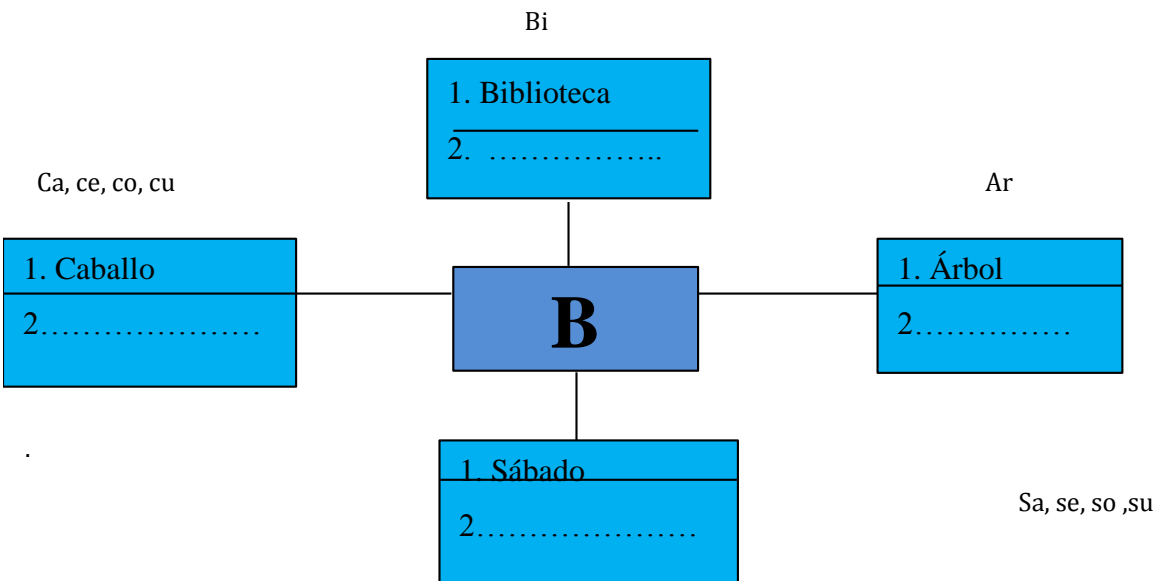 Bi
1. Biblioteca
2. ……………..
Ca, ce, co, cu
Ar
1. Caballo
2…………………
B
1. Árbol
2……………
.
1. Sábado
2…………………
Sa, se, so ,su